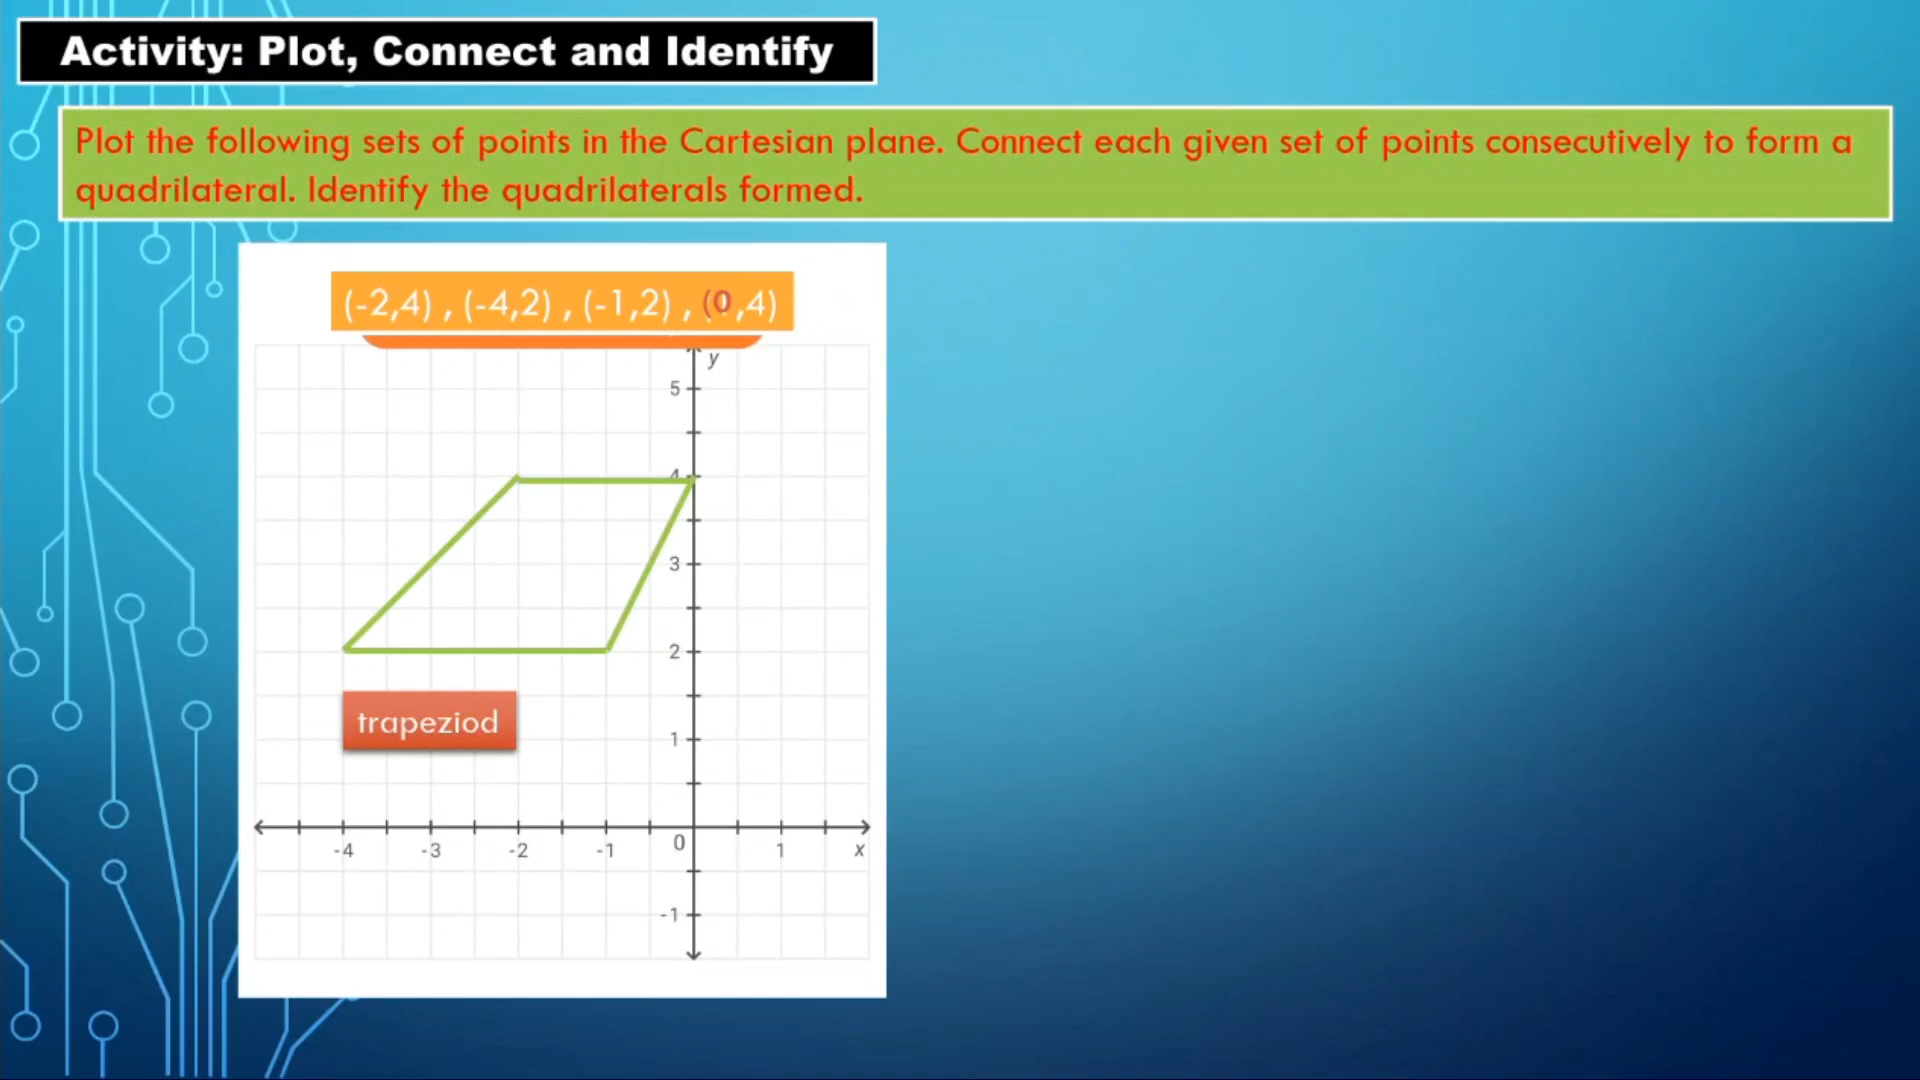 Activity: Plot, Connect and Identify
Plot the following sets of points in the Cartesian plane. Connect each given set of points consecutively to form a
quadrilateral. Identify the quadrilaterals formed.
(-2,4) , (-4,2) , (-1,2) , (0,4)
y
5
4
3
2
trapeziod
1
-4 -3 -2 -1 0 1 x
-1